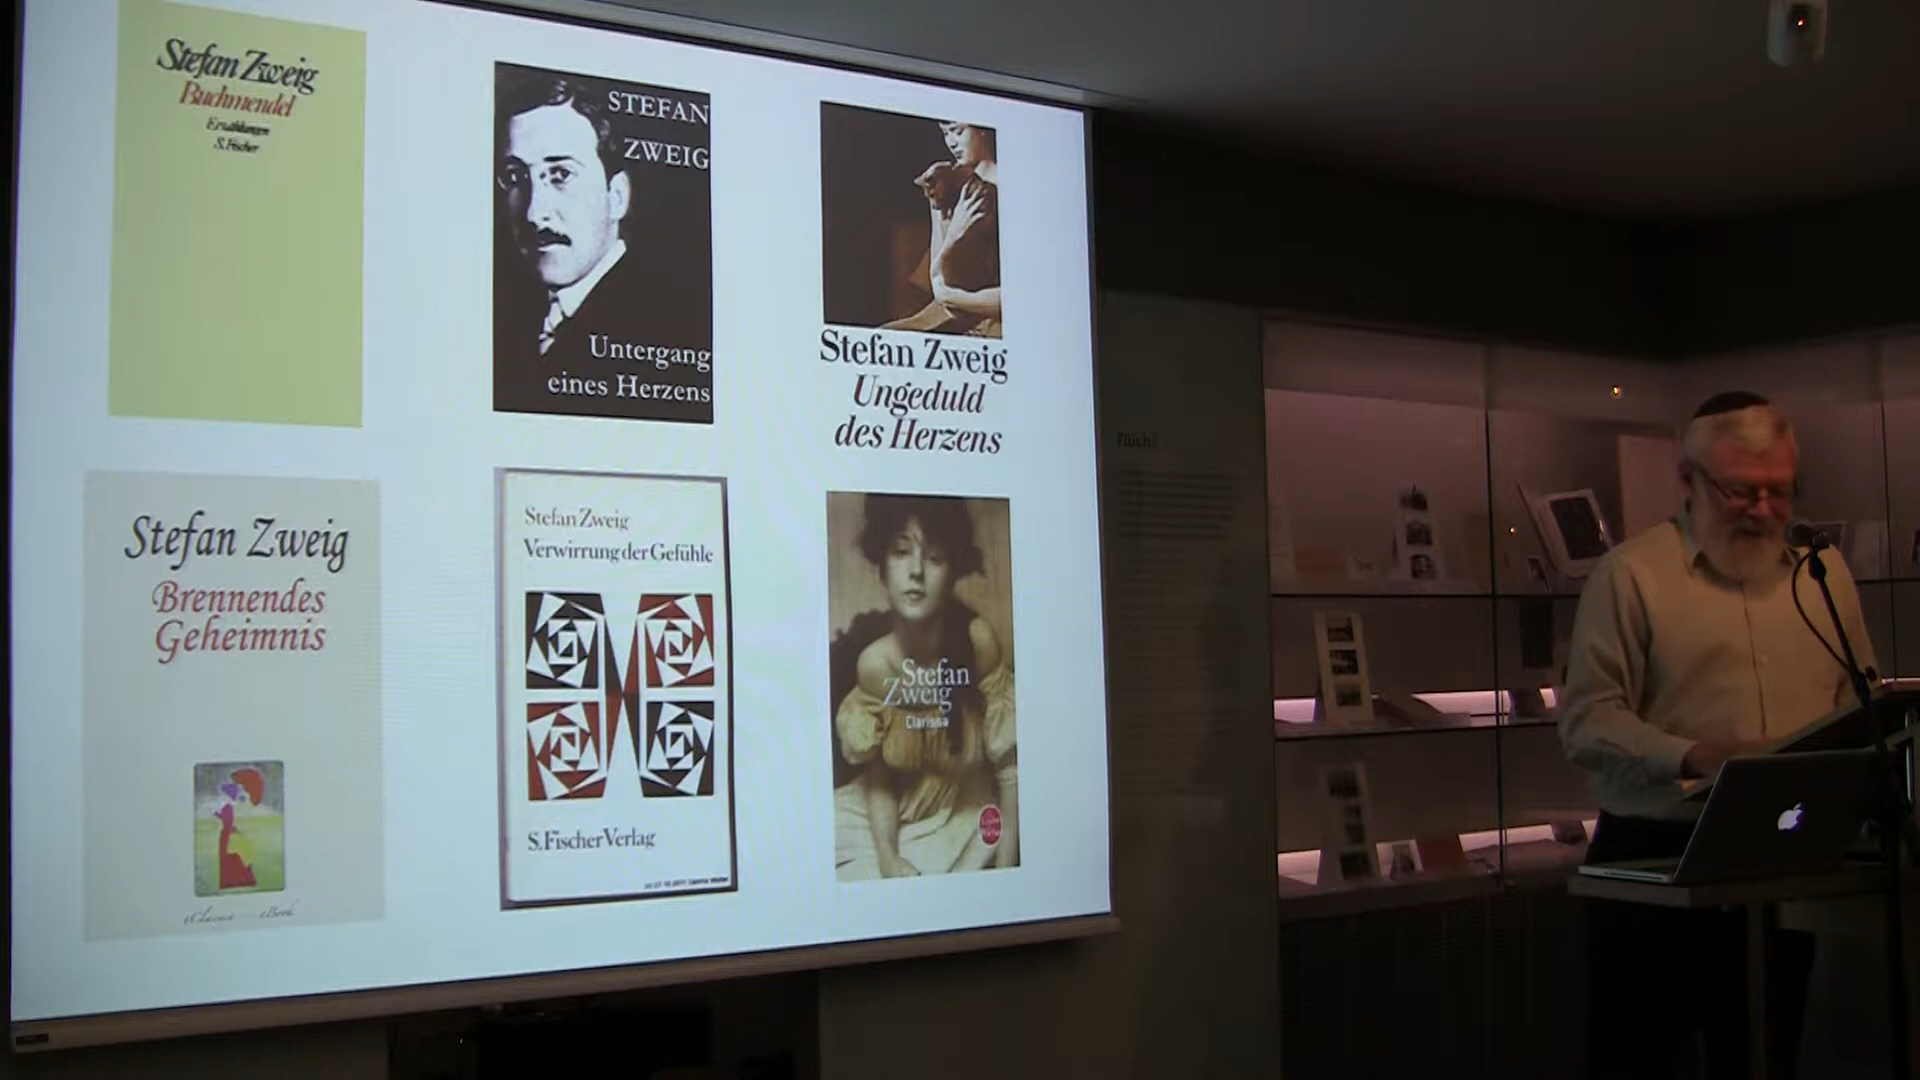 Stefan Zweig
Buchmendel
Erzählungen
S. Fischer
STEFAN
ZWEIG
Untergang
eines Herzens
Stefan Zweig
Ungeduld
des Herzens
Stefan Zweig
Brennendes
Geheimnis
Stefan Zweig
Verwirrung der Gefühle
S. Fischer Verlag
Stefan
Zweig
Clarissa